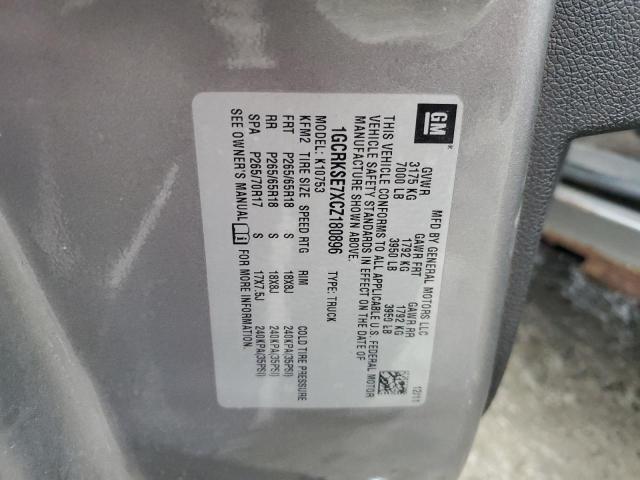 GM
MFD BY GENERAL MOTORS LLC 12/11
GVWR GAWR FRT GAWR RR
3175 KG 1792 KG 1792 KG
7000 LB 3950 LB 3950 LB
THIS VEHICLE CONFORMS TO ALL APPLICABLE U.S. FEDERAL MOTOR
VEHICLE SAFETY STANDARDS IN EFFECT ON THE DATE OF
MANUFACTURE SHOWN ABOVE.
1GCRKSE7XCZ180896 TYPE: TRUCK
MODEL: K10753
KFM2 TIRE SIZE SPEED RTG RIM COLD TIRE PRESSURE
FRT P265/65R18 S 18X8J 240KPA(35PSI)
RR P265/65R18 S 18X8J 240KPA(35PSI)
SPA P265/70R17 S 17X7.5J 240KPA(35PSI)
SEE OWNER'S MANUAL FOR MORE INFORMATION.